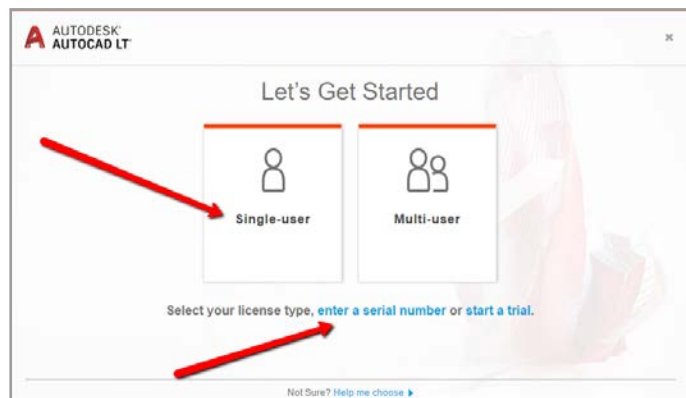 AUTODESK®
AUTOCAD LT®
Let's Get Started
Single-user
Multi-user
Select your license type, enter a serial number or start a trial.
Not Sure? Help me choose